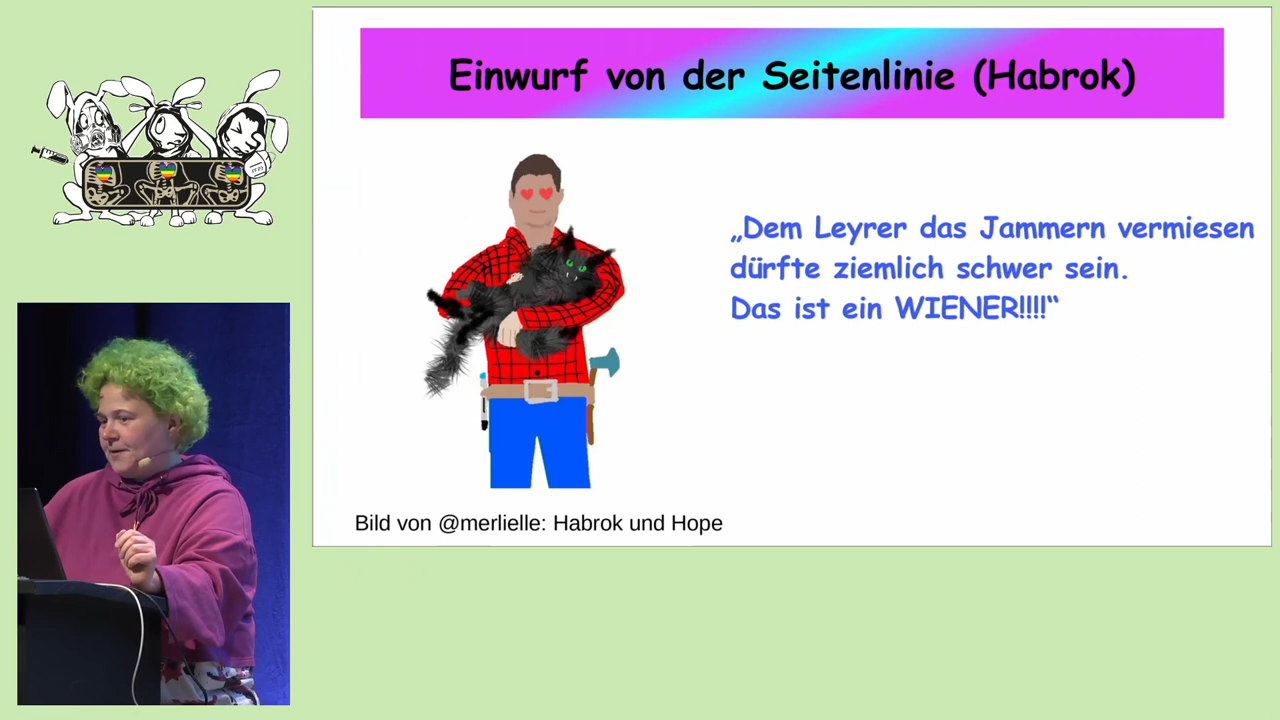 Einwurf von der Seitenlinie (Habrok)
„Dem Leyrer das Jammern vermiesen
dürfte ziemlich schwer sein.
Das ist ein WIENER!!!!“
Bild von @merlielle: Habrok und Hope